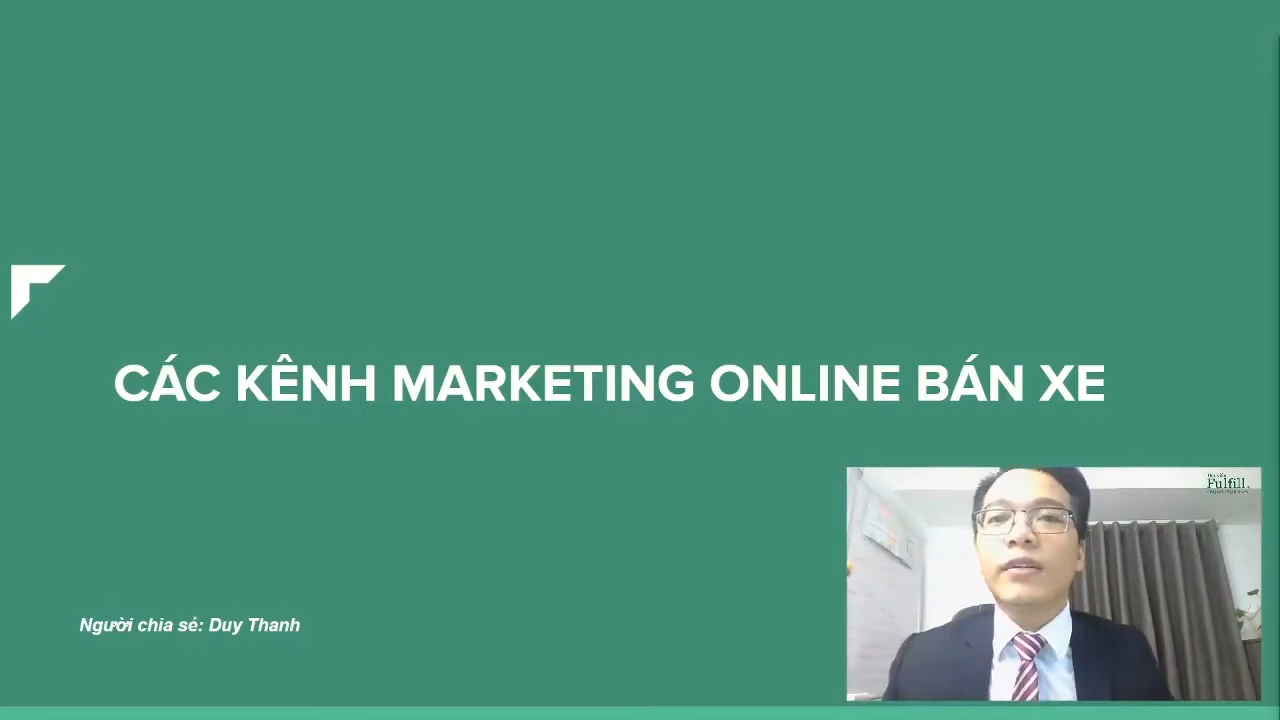 CÁC KÊNH MARKETING ONLINE BÁN XE
Fulfill.
Người chia sẻ: Duy Thanh